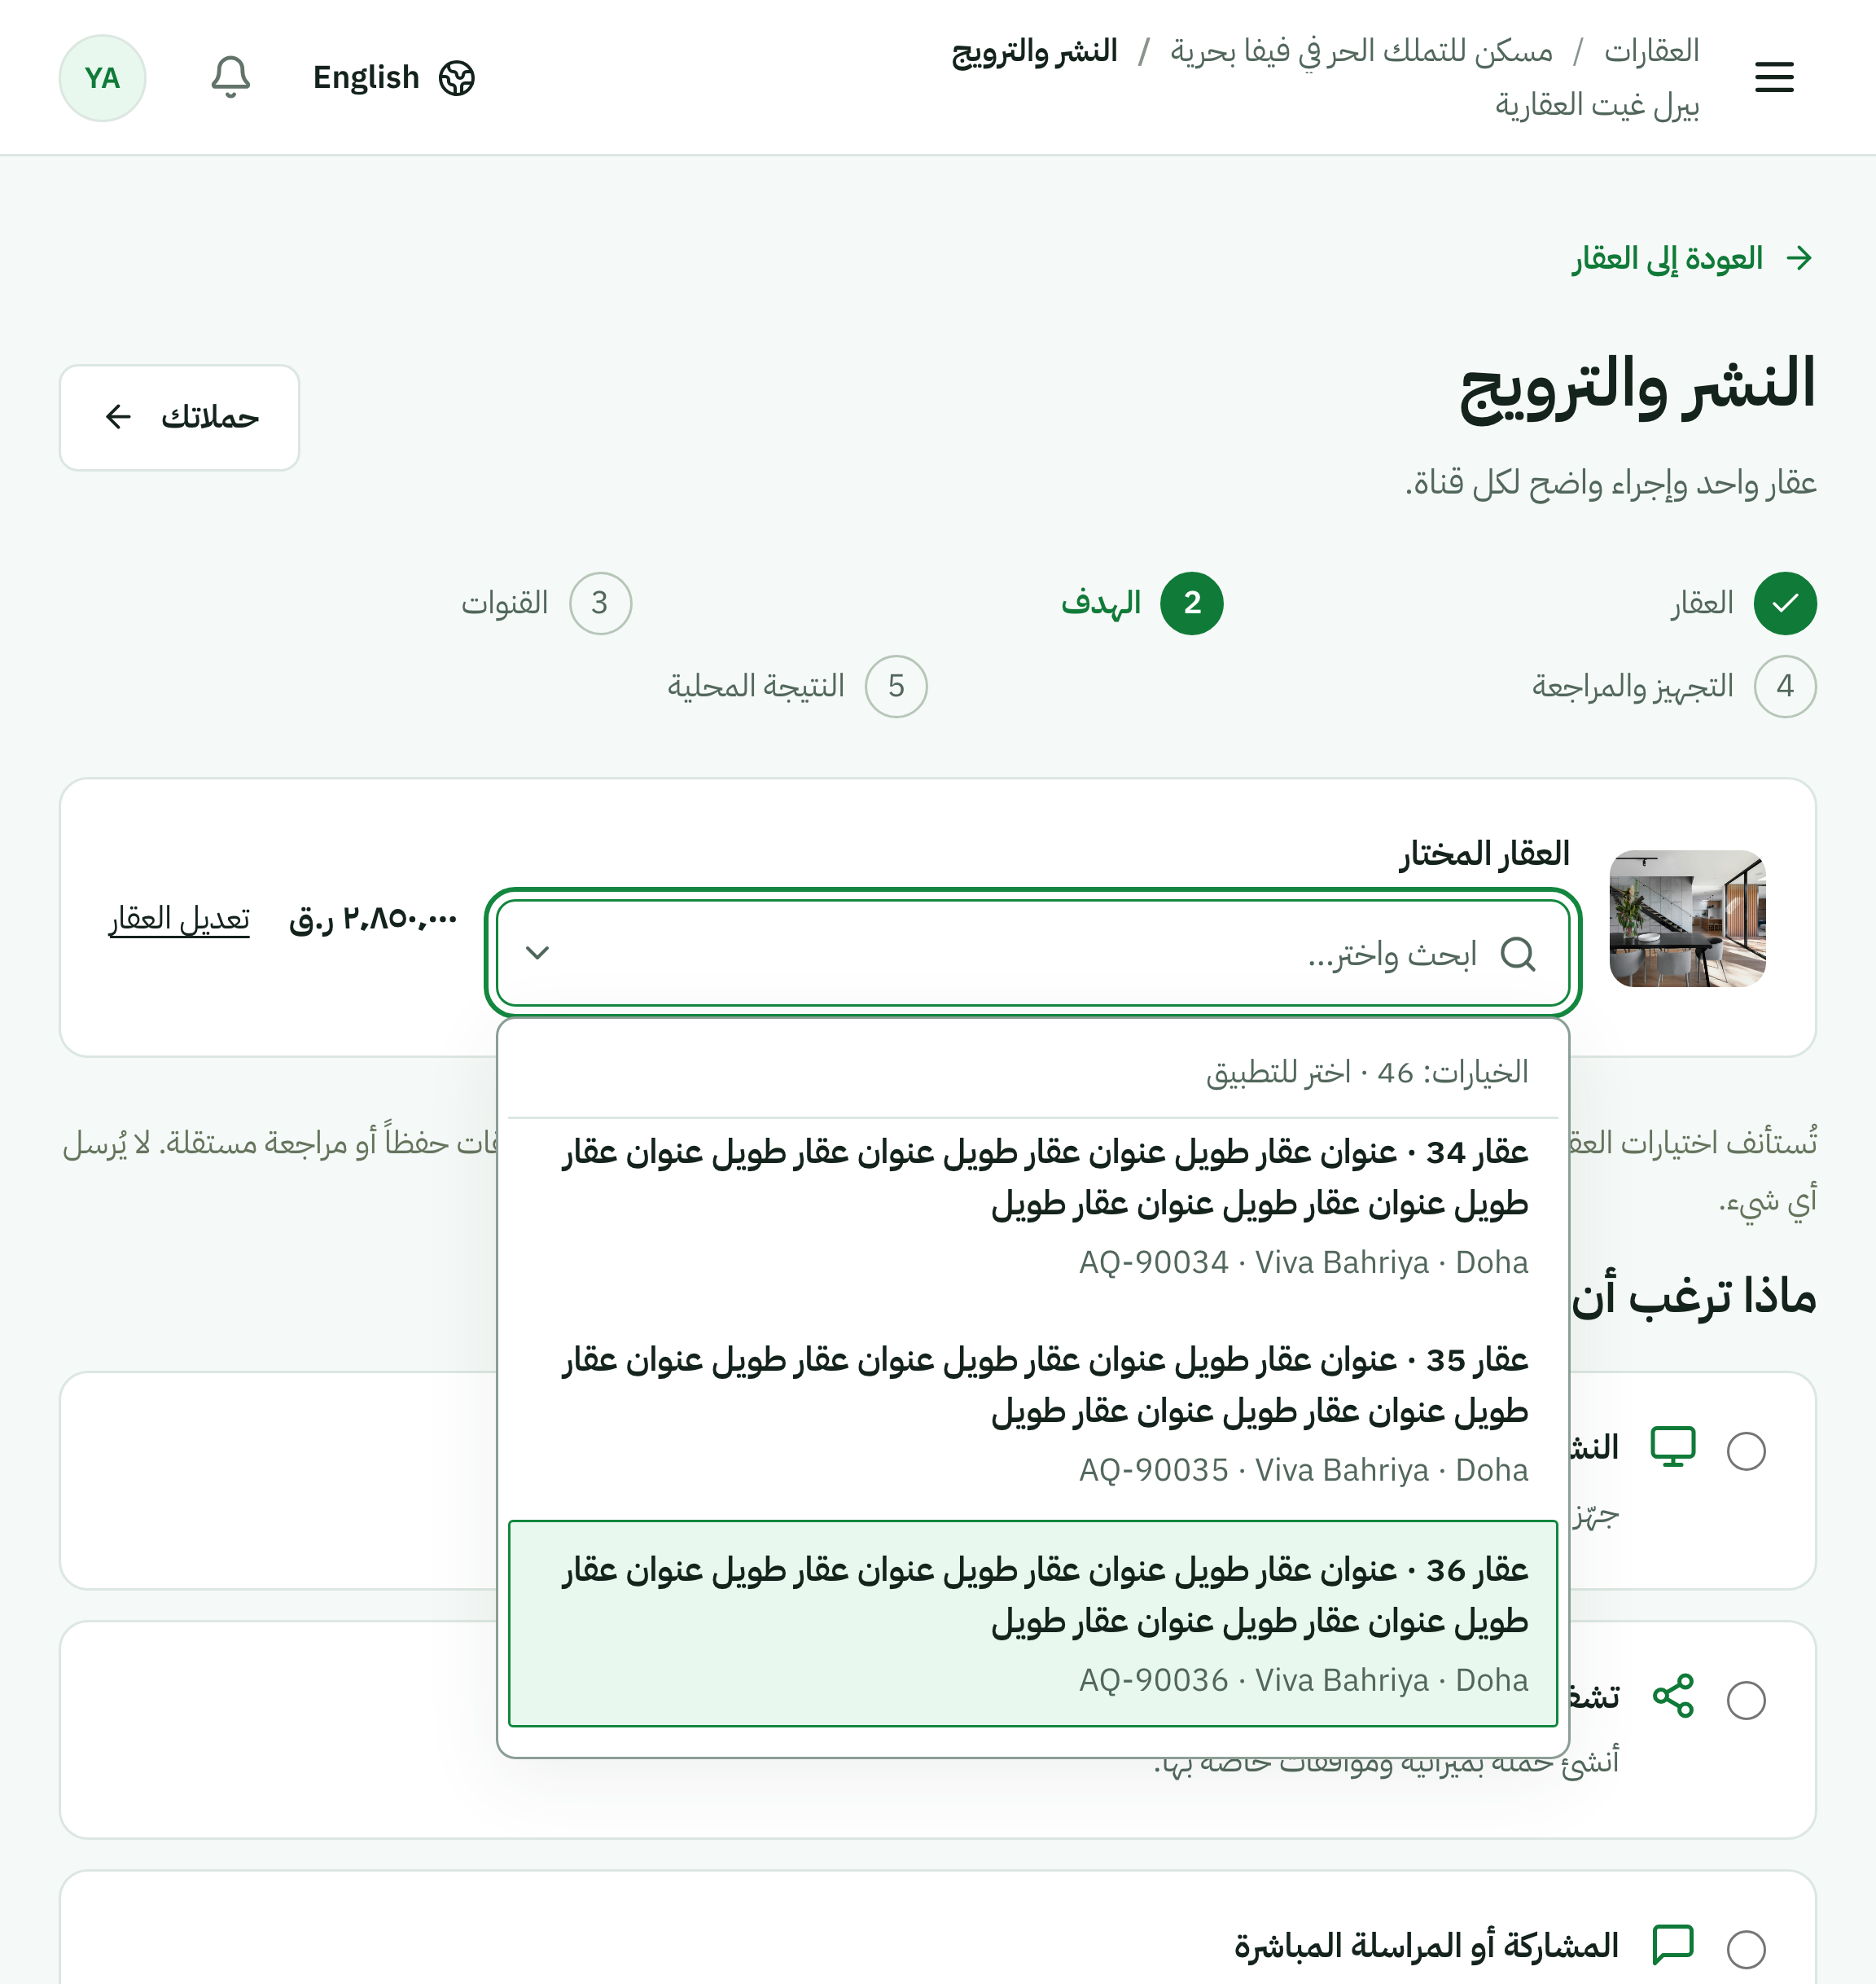 العقارات / مسكن للتملك الحر في فيفا بحرية / النشر والترويج
بيرل غيت العقارية
English
YA
العودة إلى العقار
النشر والترويج
حملاتك
عقار واحد وإجراء واضح لكل قناة.
العقار
2 الهدف
3 القنوات
4 التجهيز والمراجعة
5 النتيجة المحلية
العقار المختار
ابحث واختر...
٢,٨٥٠,٠٠٠ ر.ق
تعديل العقار
الخيارات: 46 · اختر للتطبيق
عقار 34 · عنوان عقار طويل عنوان عقار طويل عنوان عقار طويل عنوان عقار
طويل عنوان عقار طويل عنوان عقار طويل
AQ-90034 · Viva Bahriya · Doha
عقار 35 · عنوان عقار طويل عنوان عقار طويل عنوان عقار طويل عنوان عقار
طويل عنوان عقار طويل عنوان عقار طويل
AQ-90035 · Viva Bahriya · Doha
عقار 36 · عنوان عقار طويل عنوان عقار طويل عنوان عقار طويل عنوان عقار
طويل عنوان عقار طويل عنوان عقار طويل
AQ-90036 · Viva Bahriya · Doha
تُستأنف اختيارات حفظاً أو مراجعة مستقلة. لا يُرسل
أي شيء.
ماذا ترغب أن
جهّز
أنشئ حملة بميزانية وموافقات خاصة بها.
المشاركة أو المراسلة المباشرة